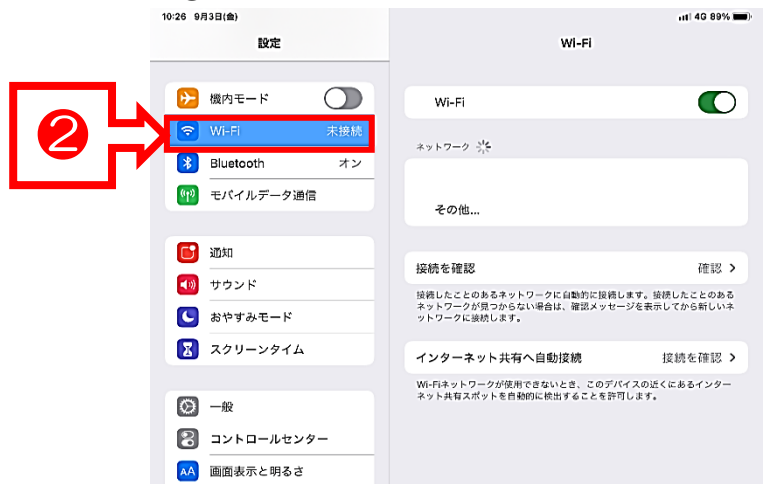 10:26 9月3日(金)
4G 89%
設定
Wi-Fi
❷
機内モード
Wi-Fi 未接続
Bluetooth オン
モバイルデータ通信
通知
サウンド
おやすみモード
スクリーンタイム
一般
コントロールセンター
AA 画面表示と明るさ
Wi-Fi
ネットワーク
その他...
接続を確認 確認 >
接続したことのあるネットワークに自動的に接続します。接続したことのある
ネットワークが見つからない場合は、確認メッセージを表示してから新しいネ
ットワークに接続します。
インターネット共有へ自動接続 接続を確認 >
Wi-Fiネットワークが使用できないとき、このデバイスの近くにあるインター
ネット共有スポットを自動的に検出することを許可します。